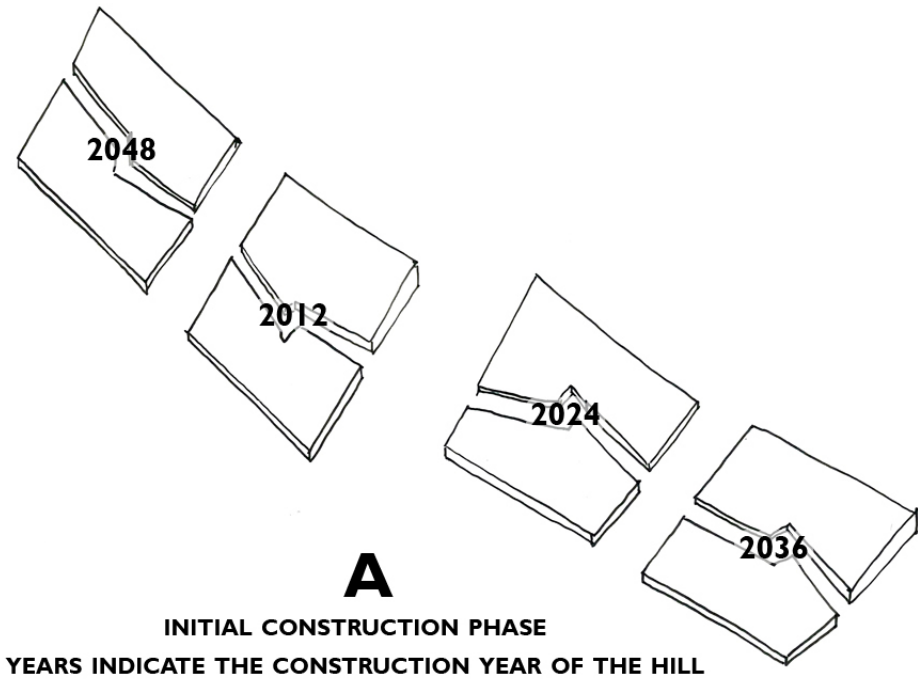 2048
2012
2024
2036
A
INITIAL CONSTRUCTION PHASE
YEARS INDICATE THE CONSTRUCTION YEAR OF THE HILL